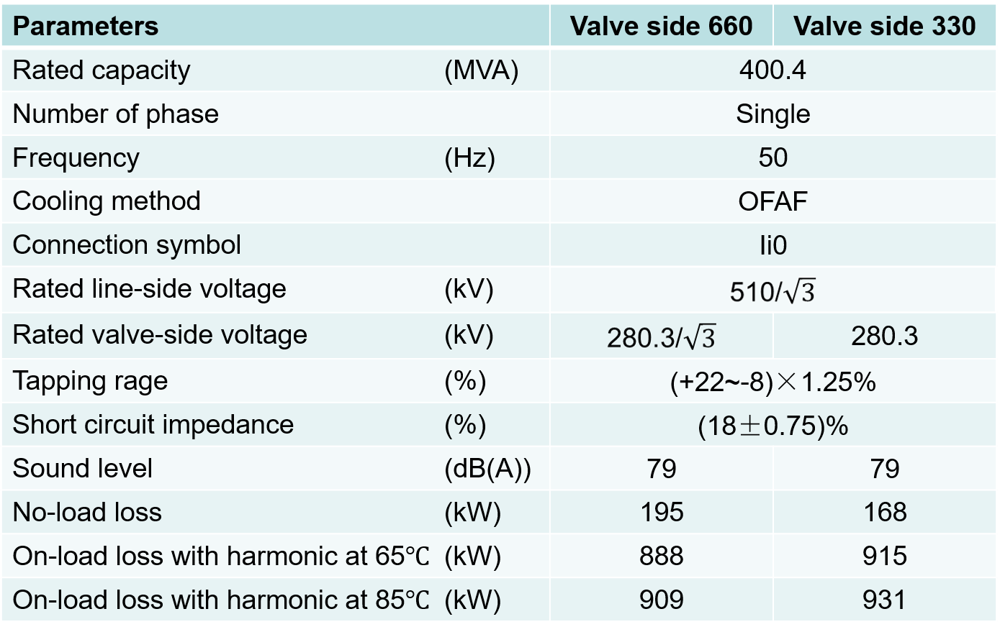 Parameters Valve side 660 Valve side 330
Rated capacity (MVA) 400.4
Number of phase Single
Frequency (Hz) 50
Cooling method OFAF
Connection symbol Ii0
Rated line-side voltage (kV) 510/√3
Rated valve-side voltage (kV) 280.3/√3 280.3
Tapping rage (%) (+22~-8)×1.25%
Short circuit impedance (%) (18±0.75)%
Sound level (dB(A)) 79 79
No-load loss (kW) 195 168
On-load loss with harmonic at 65℃ (kW) 888 915
On-load loss with harmonic at 85℃ (kW) 909 931